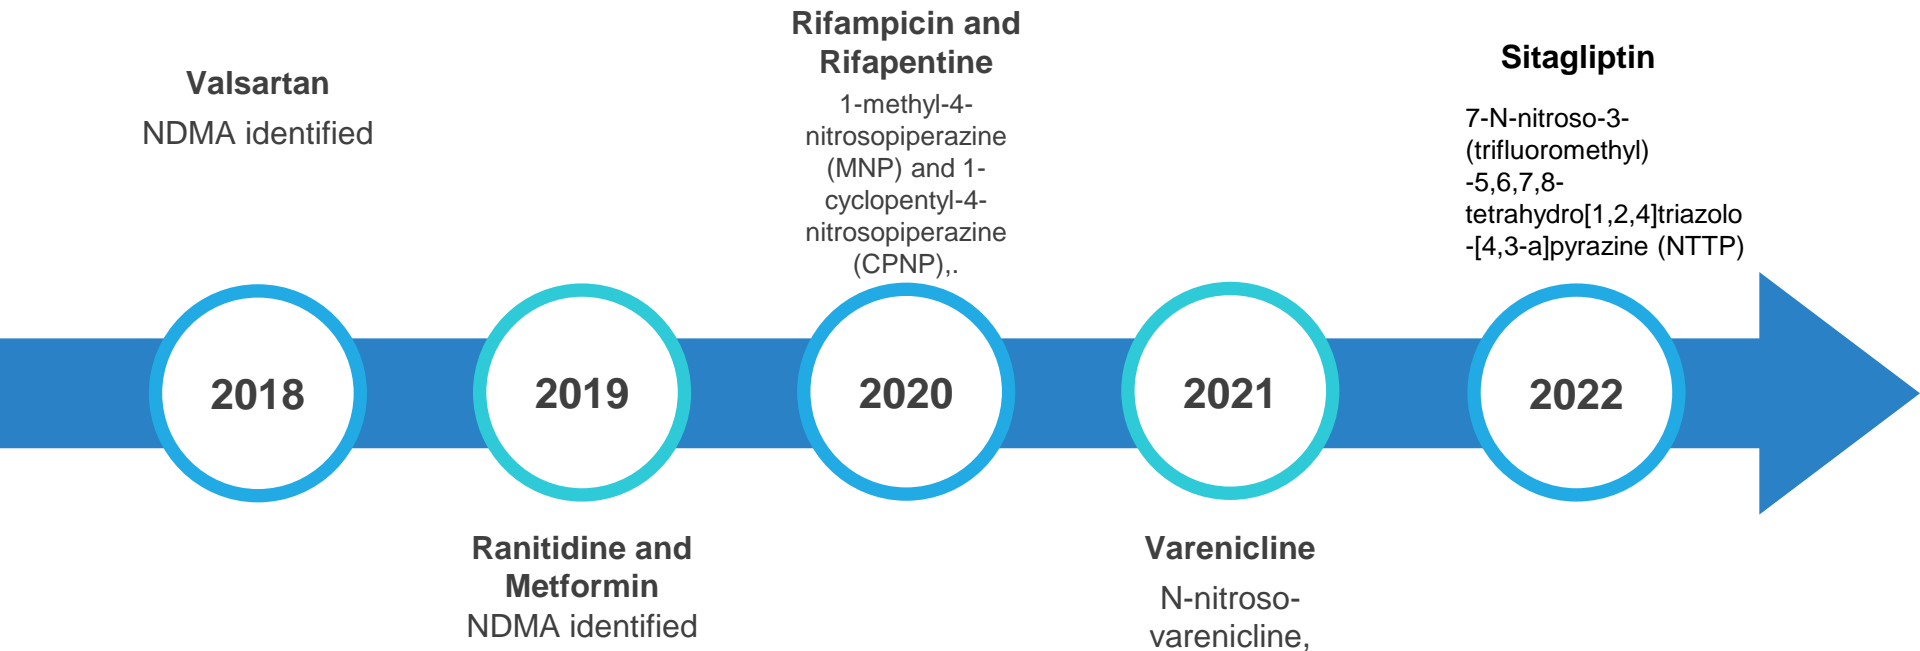 Valsartan
NDMA identified
Rifampicin and
Rifapentine
1-methyl-4-
nitrosopiperazine
(MNP) and 1-
cyclopentyl-4-
nitrosopiperazine
(CPNP),.
Sitagliptin
7-N-nitroso-3-
(trifluoromethyl)
-5,6,7,8-
tetrahydro[1,2,4]triazolo
-[4,3-a]pyrazine (NTTP)
2018
2019
2020
2021
2022
Ranitidine and
Metformin
NDMA identified
Varenicline
N-nitroso-
varenicline,